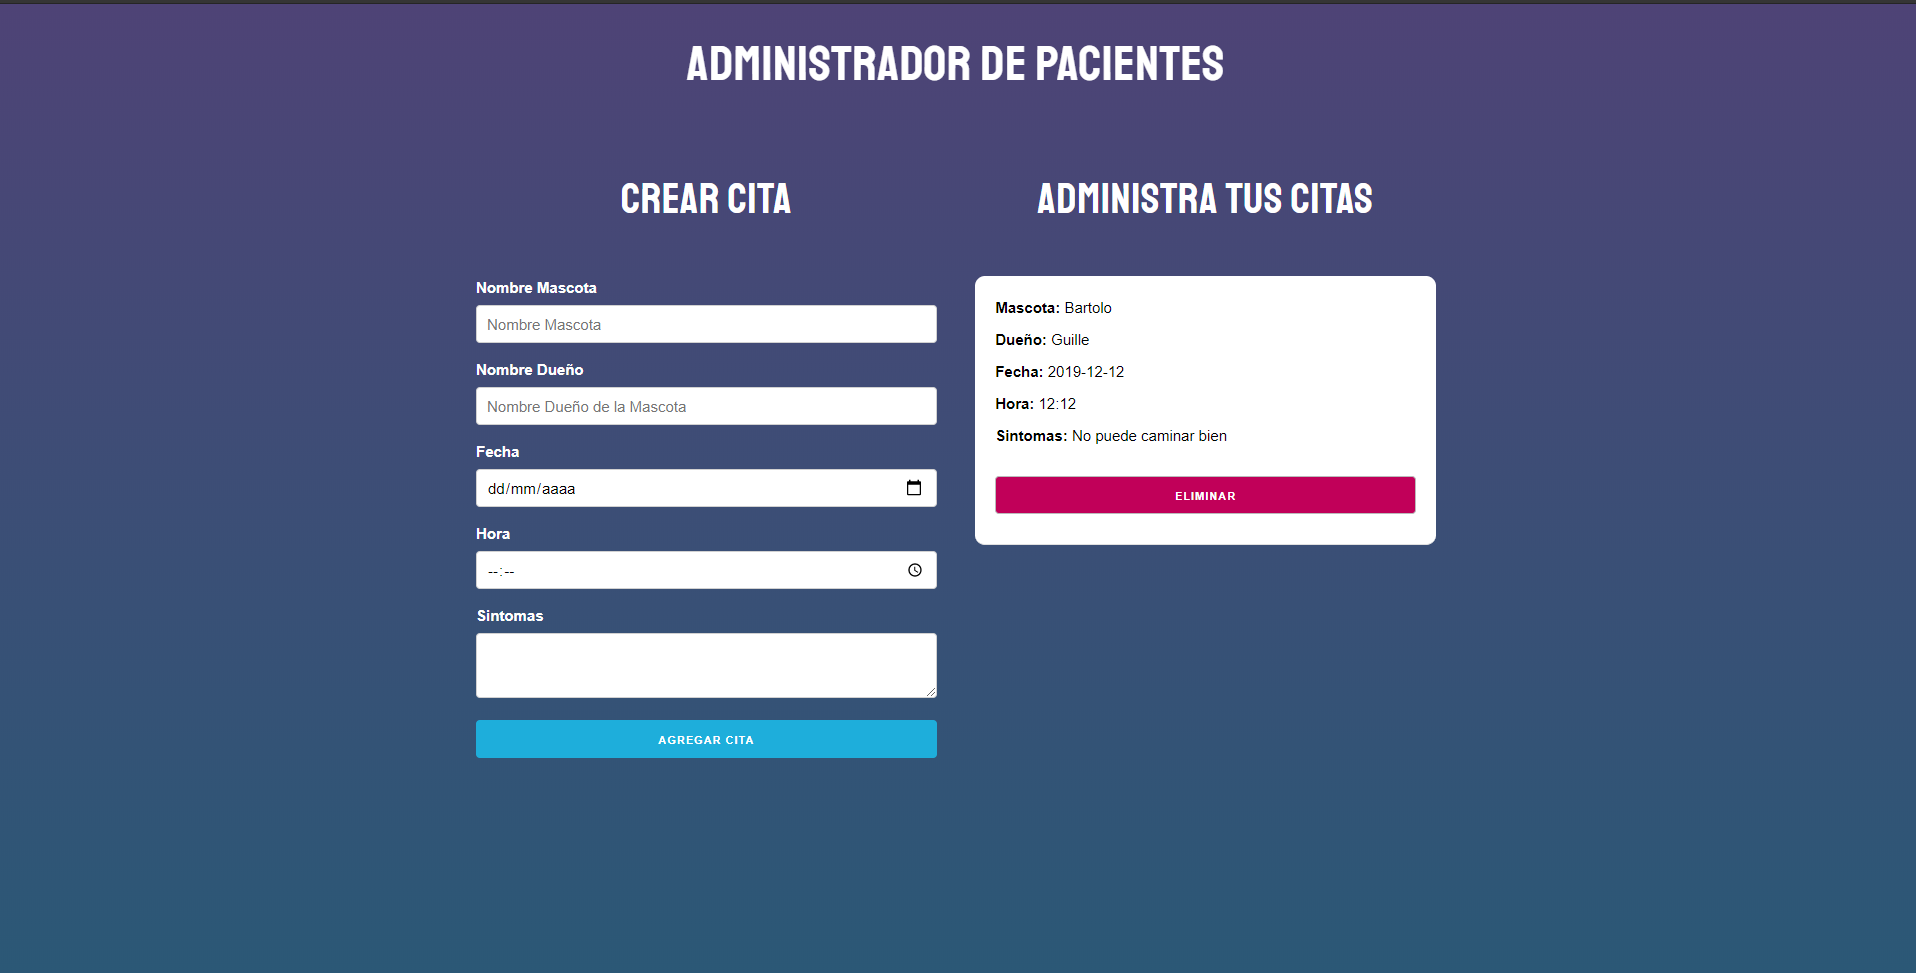 ADMINISTRADOR DE PACIENTES
CREAR CITA
Nombre Mascota
Nombre Mascota
Nombre Dueño
Nombre Dueño de la Mascota
Fecha
dd/mm/aaaa
Hora
--:--
Sintomas
AGREGAR CITA
ADMINISTRA TUS CITAS
Mascota: Bartolo
Dueño: Guille
Fecha: 2019-12-12
Hora: 12:12
Sintomas: No puede caminar bien
ELIMINAR